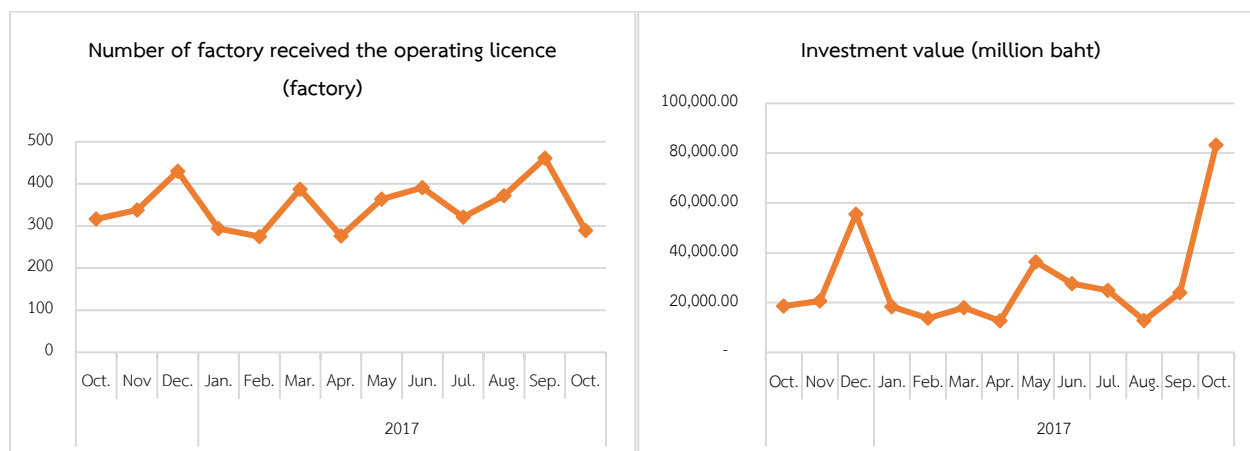 Number of factory received the operating licence
(factory)
500
400
300
200
100
0
Oct. Nov Dec. Jan. Feb. Mar. Apr. May Jun. Jul. Aug. Sep. Oct.
2017
Investment value (million baht)
100,000.00
80,000.00
60,000.00
40,000.00
20,000.00
-
Oct. Nov Dec. Jan. Feb. Mar. Apr. May Jun. Jul. Aug. Sep. Oct.
2017